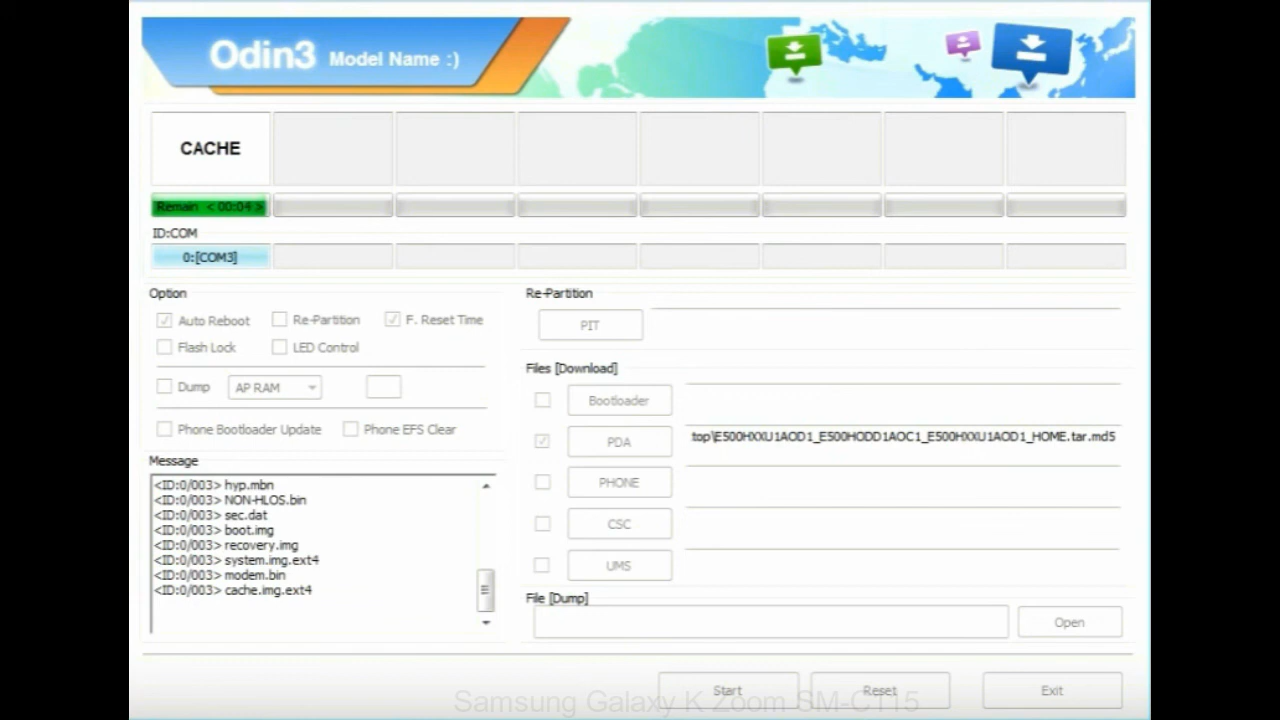 Odin3 Model Name :)
CACHE
Remain < 00:04 >
ID:COM
0:[COM3]
Option
Auto Reboot Re-Partition F. Reset Time
Flash Lock LED Control
Dump AP RAM
Phone Bootloader Update Phone EFS Clear
Message
<ID:0/003> hyp.mbn
<ID:0/003> NON-HLOS.bin
<ID:0/003> sec.dat
<ID:0/003> boot.img
<ID:0/003> recovery.img
<ID:0/003> system.img.ext4
<ID:0/003> modem.bin
<ID:0/003> cache.img.ext4
Re-Partition
PIT
Files [Download]
Bootloader
PDA top\E500HXXU1AOD1_E500HODD1AOC1_E500HXXU1AOD1_HOME.tar.md5
PHONE
CSC
UMS
File [Dump]
Open
Start Reset Exit
Samsung Galaxy K Zoom SM-C115